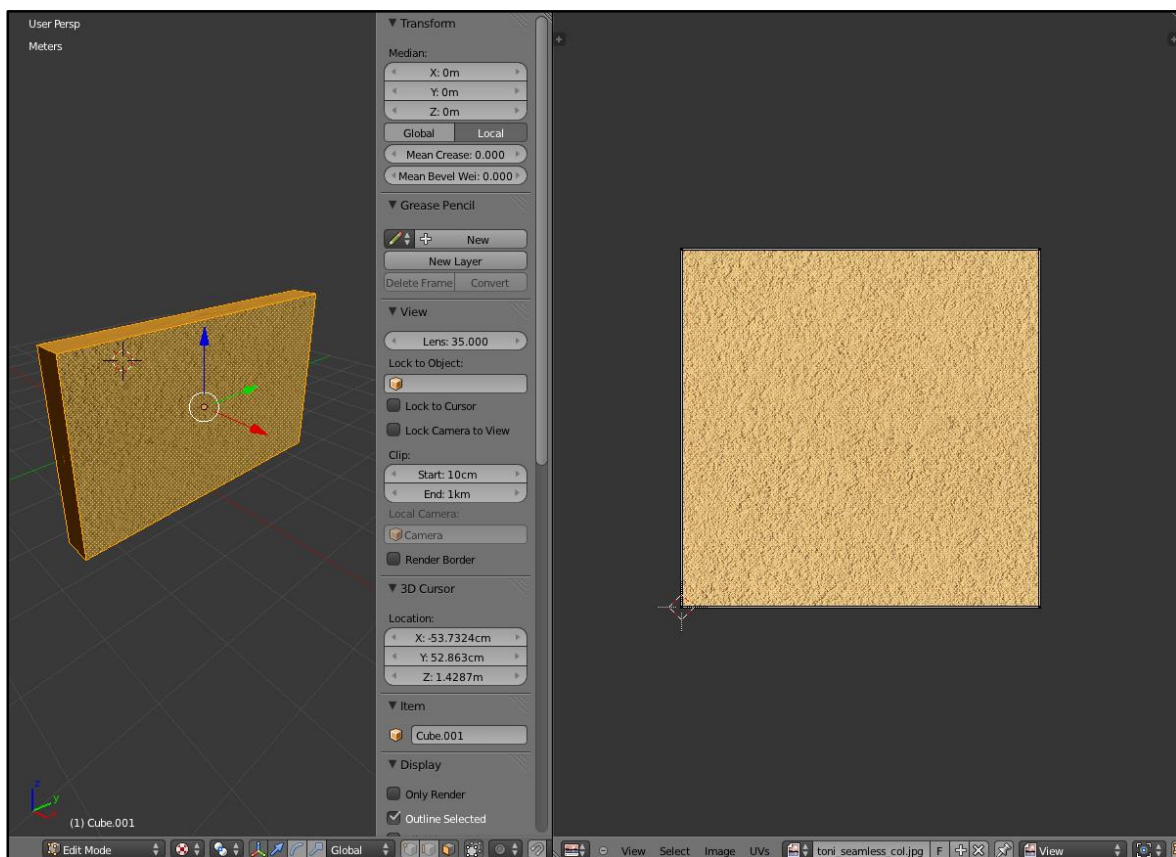 User Persp
Meters
z
y
x
(1) Cube.001
Transform
Median:
X: 0m
Y: 0m
Z: 0m
Global Local
Mean Crease: 0.000
Mean Bevel Wei: 0.000
Grease Pencil
New
New Layer
Delete Frame Convert
View
Lens: 35.000
Lock to Object:
Lock to Cursor
Lock Camera to View
Clip:
Start: 10cm
End: 1km
Local Camera:
Camera
Render Border
3D Cursor
Location:
X: -53.7324cm
Y: 52.863cm
Z: 1.4287m
Item
Cube.001
Display
Only Render
Outline Selected
Edit Mode Global
View Select Image UVs toni_seamless_col.jpg F View